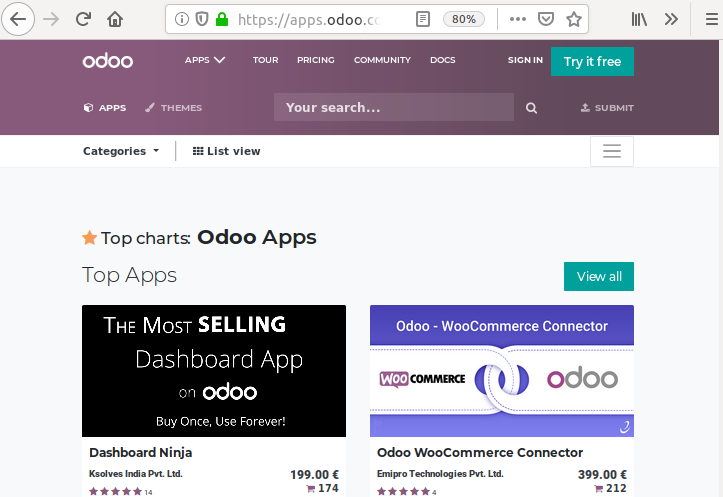 https://apps.odoo.co
80%
odoo
APPS
TOUR
PRICING
COMMUNITY
DOCS
SIGN IN
Try it free
APPS
THEMES
Your search...
SUBMIT
Categories
List view
Top charts: Odoo Apps
Top Apps
View all
THE MOST SELLING
Dashboard App
on odoo
Buy Once, Use Forever!
Dashboard Ninja
Ksolves India Pvt. Ltd.
199.00 €
14
174
Odoo - WooCommerce Connector
WOO COMMERCE
odoo
Odoo WooCommerce Connector
Emipro Technologies Pvt. Ltd.
399.00 €
4
212